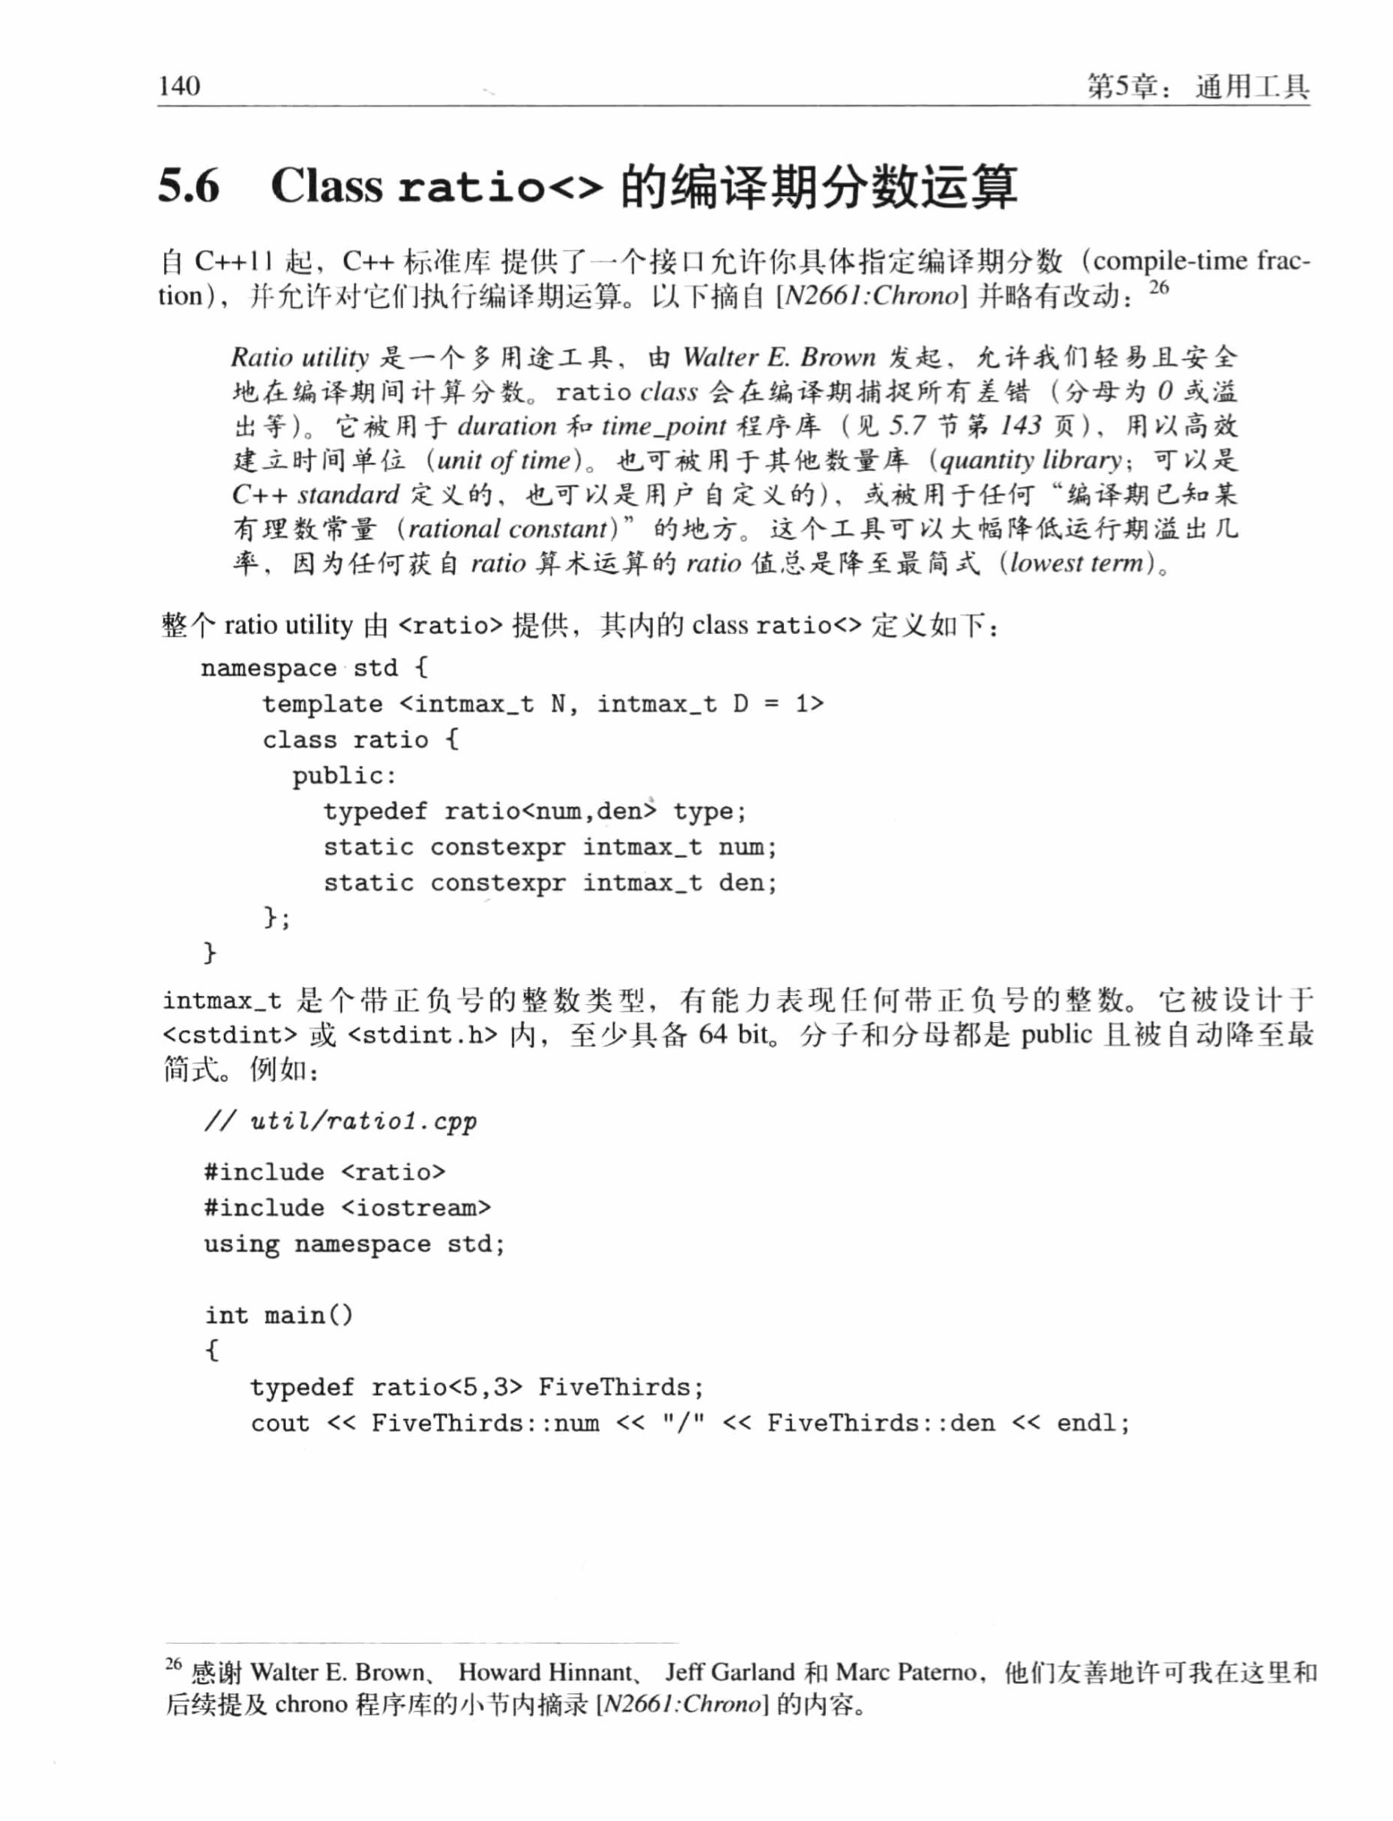 140 第5章： 通用工具
5.6 Class ratio<> 的编译期分数运算
自 C++11 起，C++ 标准库 提供了一个接口允许你具体指定编译期分数（compile-time frac-
tion），并允许对它们执行编译期运算。以下摘自 [N2661:Chrono] 并略有改动：26
Ratio utility 是一个多用途工具，由 Walter E. Brown 发起，允许我们轻易且安全
地在编译期间计算分数。ratio class 会在编译期捕捉所有差错（分母为 0 或溢
出等）。它被用于 duration 和 time_point 程序库（见 5.7 节第 143 页），用以高效
建立时间单位（unit of time）。也可被用于其他数量库（quantity library；可以是
C++ standard 定义的，也可以是用户自定义的），或被用于任何“编译期已知某
有理数常量（rational constant）”的地方。这个工具可以大幅降低运行期溢出几
率，因为任何获自 ratio 算术运算的 ratio 值总是降至最简式（lowest term）。
整个 ratio utility 由 <ratio> 提供，其内的 class ratio<> 定义如下：
namespace std {
template <intmax_t N, intmax_t D = 1>
class ratio {
public:
typedef ratio<num,den> type;
static constexpr intmax_t num;
static constexpr intmax_t den;
};
}
intmax_t 是个带正负号的整数类型，有能力表现任何带正负号的整数。它被设计于
<cstdint> 或 <stdint.h> 内，至少具备 64 bit。分子和分母都是 public 且被自动降至最
简式。例如：
// util/ratio1.cpp
#include <ratio>
#include <iostream>
using namespace std;
int main()
{
typedef ratio<5,3> FiveThirds;
cout << FiveThirds::num << "/" << FiveThirds::den << endl;
26 感谢 Walter E. Brown、 Howard Hinnant、 Jeff Garland 和 Marc Paterno，他们友善地许可我在这里和
后续提及 chrono 程序库的小节内摘录 [N2661:Chrono] 的内容。